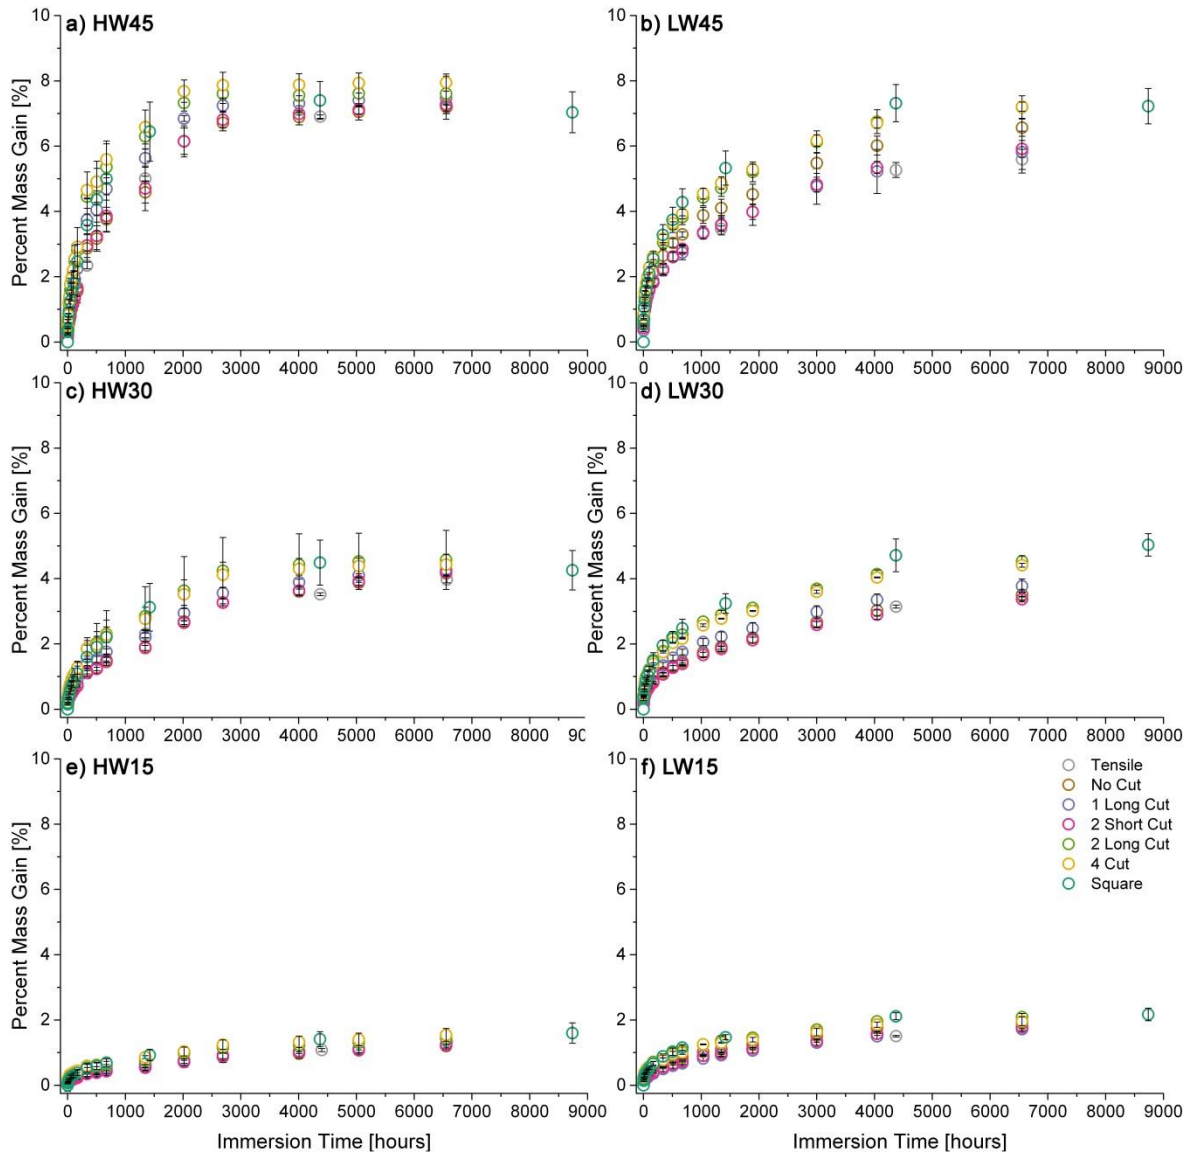 a) HW45
10
8
6
4
2
0
Percent Mass Gain [%]
0 1000 2000 3000 4000 5000 6000 7000 8000 9000
b) LW45
10
8
6
4
2
0
Percent Mass Gain [%]
0 1000 2000 3000 4000 5000 6000 7000 8000 9000
c) HW30
10
8
6
4
2
0
Percent Mass Gain [%]
0 1000 2000 3000 4000 5000 6000 7000 8000 90C
d) LW30
10
8
6
4
2
0
Percent Mass Gain [%]
0 1000 2000 3000 4000 5000 6000 7000 8000 9000
e) HW15
10
8
6
4
2
0
Percent Mass Gain [%]
0 1000 2000 3000 4000 5000 6000 7000 8000 9000
Immersion Time [hours]
f) LW15
10
8
6
4
2
0
Percent Mass Gain [%]
Tensile
No Cut
1 Long Cut
2 Short Cut
2 Long Cut
4 Cut
Square
0 1000 2000 3000 4000 5000 6000 7000 8000 9000
Immersion Time [hours]